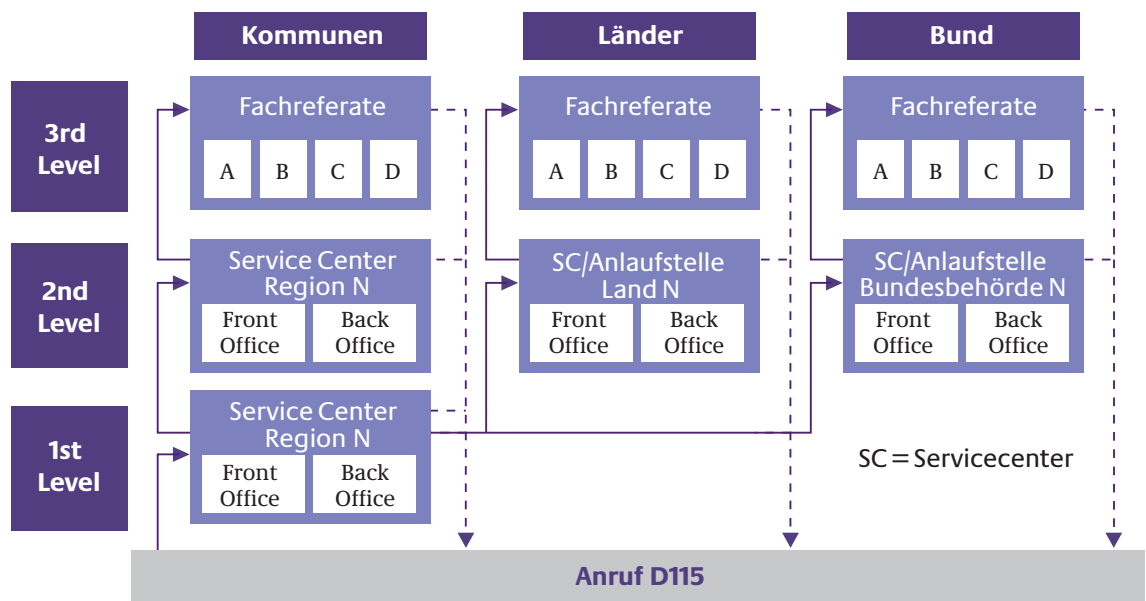 Kommunen
Länder
Bund
3rd
Level
Fachreferate
A B C D
Fachreferate
A B C D
Fachreferate
A B C D
2nd
Level
Service Center
Region N
Front
Office
Back
Office
SC/Anlaufstelle
Land N
Front
Office
Back
Office
SC/Anlaufstelle
Bundesbehörde N
Front
Office
Back
Office
1st
Level
Service Center
Region N
Front
Office
Back
Office
SC = Servicecenter
Anruf D115